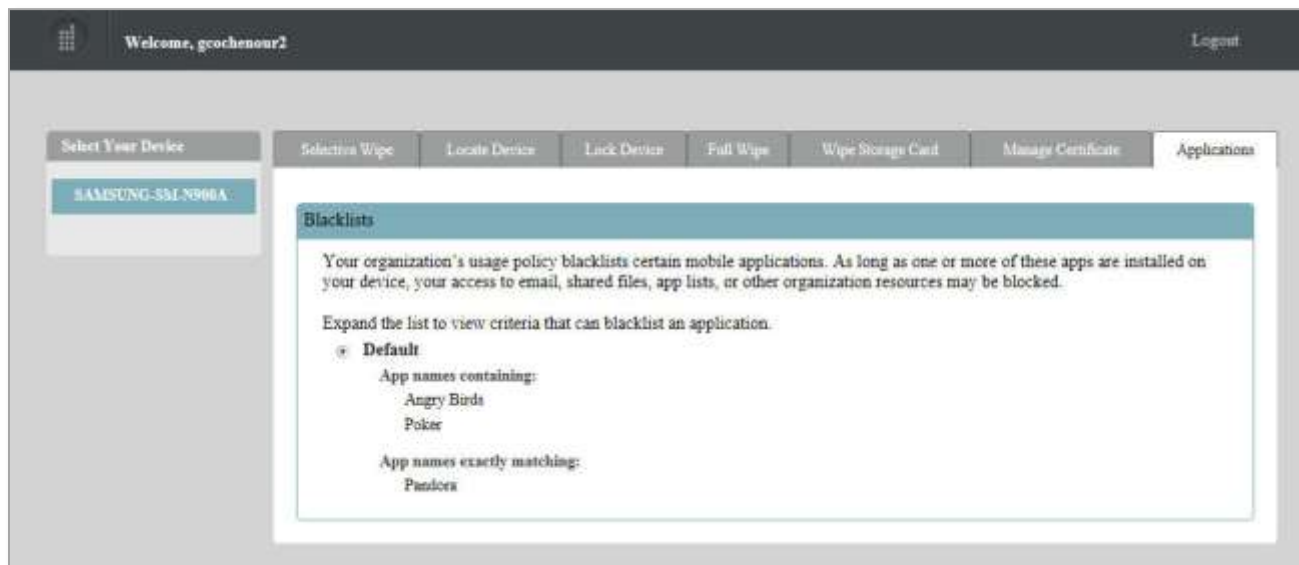 Welcome, gcochenour2
Logout
Select Your Device
SAMSUNG-SM-N900A
Selective Wipe
Locate Device
Lock Device
Full Wipe
Wipe Storage Card
Manage Certificate
Applications
Blacklists
Your organization's usage policy blacklists certain mobile applications. As long as one or more of these apps are installed on
your device, your access to email, shared files, app lists, or other organization resources may be blocked.
Expand the list to view criteria that can blacklist an application.
Default
App names containing:
Angry Birds
Poker
App names exactly matching:
Pandora